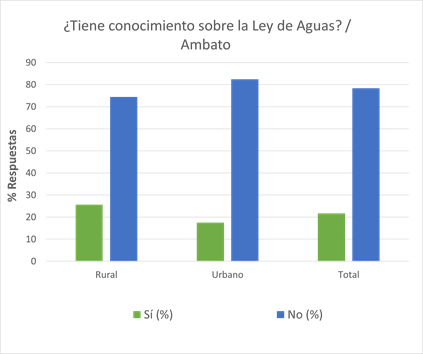 ¿Tiene conocimiento sobre la Ley de Aguas? /
Ambato
% Respuestas
90
80
70
60
50
40
30
20
10
0
Rural Urbano Total
Sí (%) No (%)